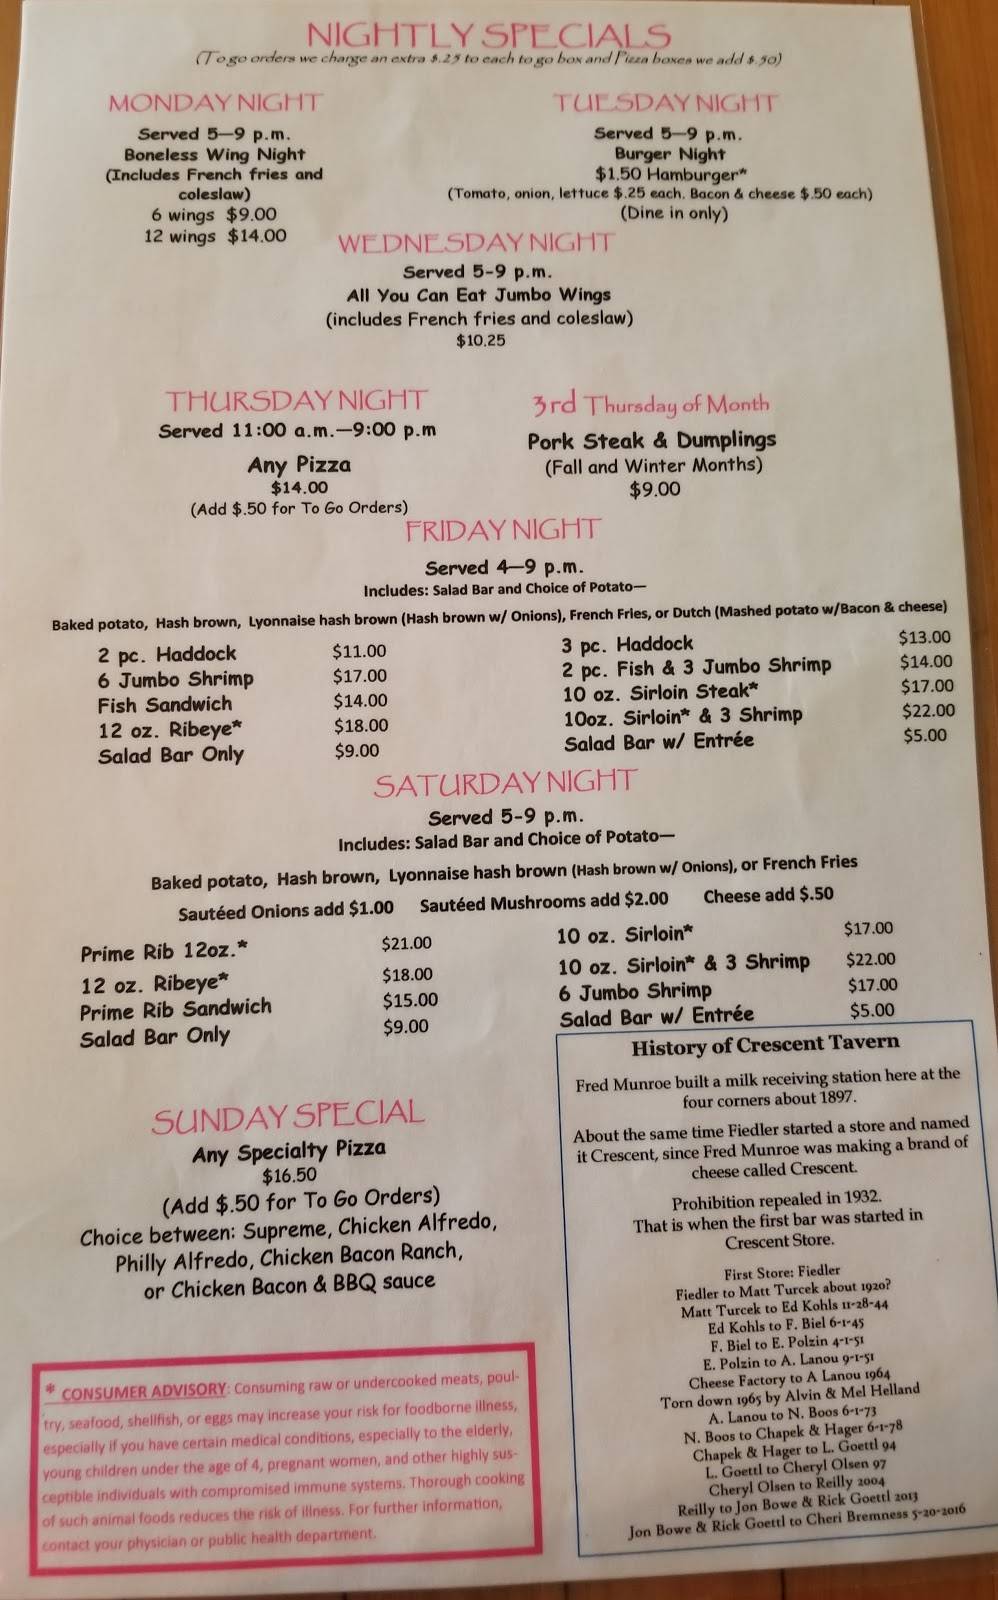 NIGHTLY SPECIALS
(To go orders we charge an extra $.25 to each to go box and Pizza boxes we add $.50)
MONDAY NIGHT
Served 5—9 p.m.
Boneless Wing Night
(Includes French fries and
coleslaw)
6 wings $9.00
12 wings $14.00
TUESDAY NIGHT
Served 5—9 p.m.
Burger Night
$1.50 Hamburger*
(Tomato, onion, lettuce $.25 each. Bacon & cheese $.50 each)
(Dine in only)
WEDNESDAY NIGHT
Served 5-9 p.m.
All You Can Eat Jumbo Wings
(includes French fries and coleslaw)
$10.25
THURSDAY NIGHT
Served 11:00 a.m.—9:00 p.m
Any Pizza
$14.00
(Add $.50 for To Go Orders)
3rd Thursday of Month
Pork Steak & Dumplings
(Fall and Winter Months)
$9.00
FRIDAY NIGHT
Served 4—9 p.m.
Includes: Salad Bar and Choice of Potato—
Baked potato, Hash brown, Lyonnaise hash brown (Hash brown w/ Onions), French Fries, or Dutch (Mashed potato w/Bacon & cheese)
2 pc. Haddock $11.00
6 Jumbo Shrimp $17.00
Fish Sandwich $14.00
12 oz. Ribeye* $18.00
Salad Bar Only $9.00
3 pc. Haddock $13.00
2 pc. Fish & 3 Jumbo Shrimp $14.00
10 oz. Sirloin Steak* $17.00
10oz. Sirloin* & 3 Shrimp $22.00
Salad Bar w/ Entrée $5.00
SATURDAY NIGHT
Served 5-9 p.m.
Includes: Salad Bar and Choice of Potato—
Baked potato, Hash brown, Lyonnaise hash brown (Hash brown w/ Onions), or French Fries
Sautéed Onions add $1.00 Sautéed Mushrooms add $2.00 Cheese add $.50
Prime Rib 12oz.* $21.00
12 oz. Ribeye* $18.00
Prime Rib Sandwich $15.00
Salad Bar Only $9.00
10 oz. Sirloin* $17.00
10 oz. Sirloin* & 3 Shrimp $22.00
6 Jumbo Shrimp $17.00
Salad Bar w/ Entrée $5.00
SUNDAY SPECIAL
Any Specialty Pizza
$16.50
(Add $.50 for To Go Orders)
Choice between: Supreme, Chicken Alfredo,
Philly Alfredo, Chicken Bacon Ranch,
or Chicken Bacon & BBQ sauce
* CONSUMER ADVISORY: Consuming raw or undercooked meats, poul-
try, seafood, shellfish, or eggs may increase your risk for foodborne illness,
especially if you have certain medical conditions, especially to the elderly,
young children under the age of 4, pregnant women, and other highly sus-
ceptible individuals with compromised immune systems. Thorough cooking
of such animal foods reduces the risk of illness. For further information,
contact your physician or public health department.
History of Crescent Tavern
Fred Munroe built a milk receiving station here at the
four corners about 1897.
About the same time Fiedler started a store and named
it Crescent, since Fred Munroe was making a brand of
cheese called Crescent.
Prohibition repealed in 1932.
That is when the first bar was started in
Crescent Store.
First Store: Fiedler
Fiedler to Matt Turcek about 1920?
Matt Turcek to Ed Kohls 11-28-44
Ed Kohls to F. Biel 6-1-45
F. Biel to E. Polzin 4-1-51
E. Polzin to A. Lanou 9-1-51
Cheese Factory to A Lanou 1964
Torn down 1965 by Alvin & Mel Helland
A. Lanou to N. Boos 6-1-73
N. Boos to Chapek & Hager 6-1-78
Chapek & Hager to L. Goettl 94
L. Goettl to Cheryl Olsen 97
Cheryl Olsen to Reilly 2004
Reilly to Jon Bowe & Rick Goettl 2013
Jon Bowe & Rick Goettl to Cheri Bremness 5-20-2016